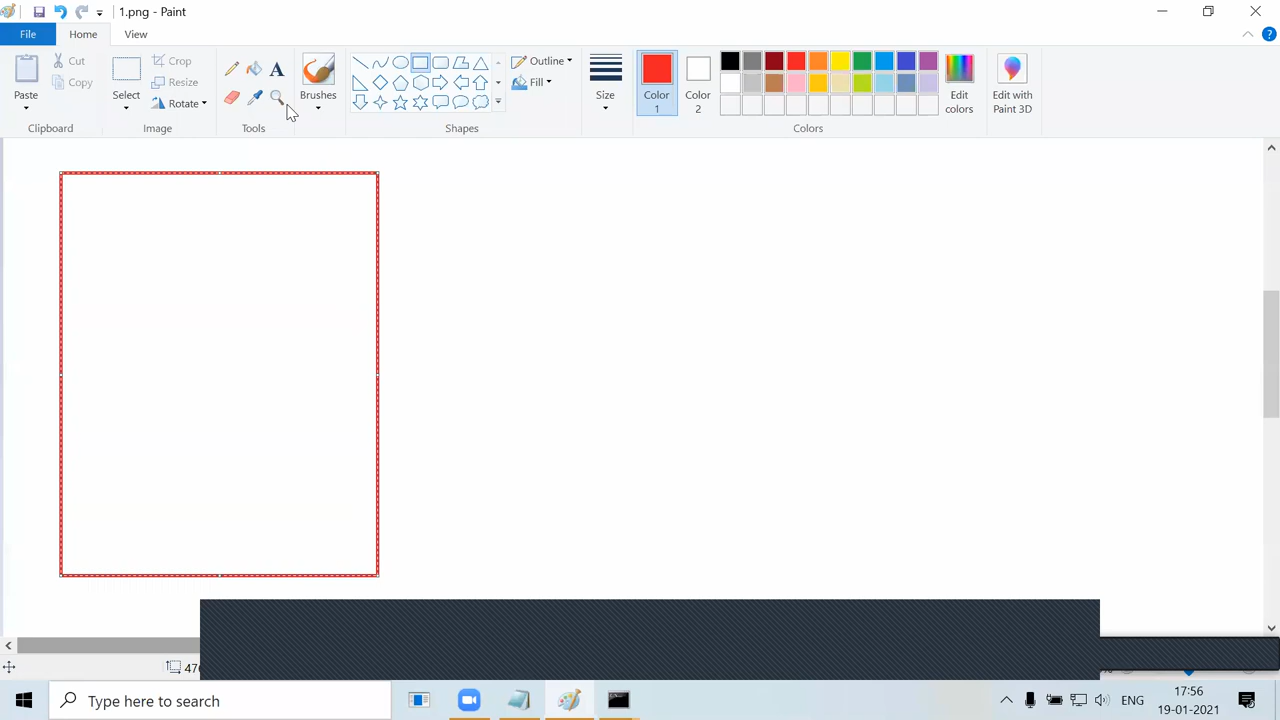 1.png - Paint
File
Home
View
Paste
Cut
Copy
Clipboard
Select
Crop
Resize
Rotate
Image
Tools
Brushes
Shapes
Outline
Fill
Size
Color 1
Color 2
Colors
Edit colors
Edit with Paint 3D
Type here to search
ENG
17:56
19-01-2021